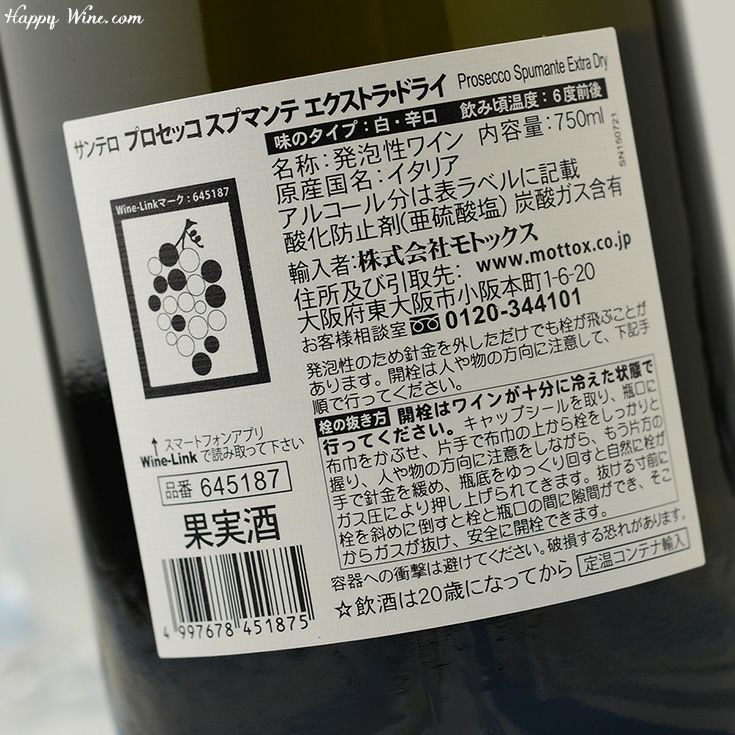 Happy Wine.com
サンテロ プロセッコ スプマンテ エクストラ・ドライ Prosecco Spumante Extra Dry
味のタイプ：白・辛口 飲み頃温度：6度前後
名称：発泡性ワイン 内容量：750ml
原産国名：イタリア
アルコール分は表ラベルに記載
酸化防止剤(亜硫酸塩) 炭酸ガス含有
輸入者：株式会社モトックス
住所及び引取先： www.mottox.co.jp
大阪府東大阪市小阪本町1-6-20
お客様相談室 0120-344101
SN150721
発泡性のため針金を外しただけでも栓が飛ぶことが
あります。開栓は人や物の方向に注意して、下記手
順で行ってください。
栓の抜き方 開栓はワインが十分に冷えた状態で
行ってください。キャップシールを取り、瓶口に
布巾をかぶせ、片手で布巾の上から栓をしっかりと
握り、人や物の方向に注意をしながら、もう片方の
手で針金を緩め、瓶底をゆっくり回すと自然に栓が
ガス圧により押し上げられてきます。抜ける寸前に
栓を斜めに倒すと栓と瓶口の間に隙間ができ、そこ
からガスが抜け、安全に開栓できます。
容器への衝撃は避けてください。破損する恐れがあります。
☆飲酒は20歳になってから 定温コンテナ輸入
Wine-Linkマーク：645187
↑ スマートフォンアプリ
Wine-Link で読み取って下さい
品番 645187
果実酒
4 997678 451875